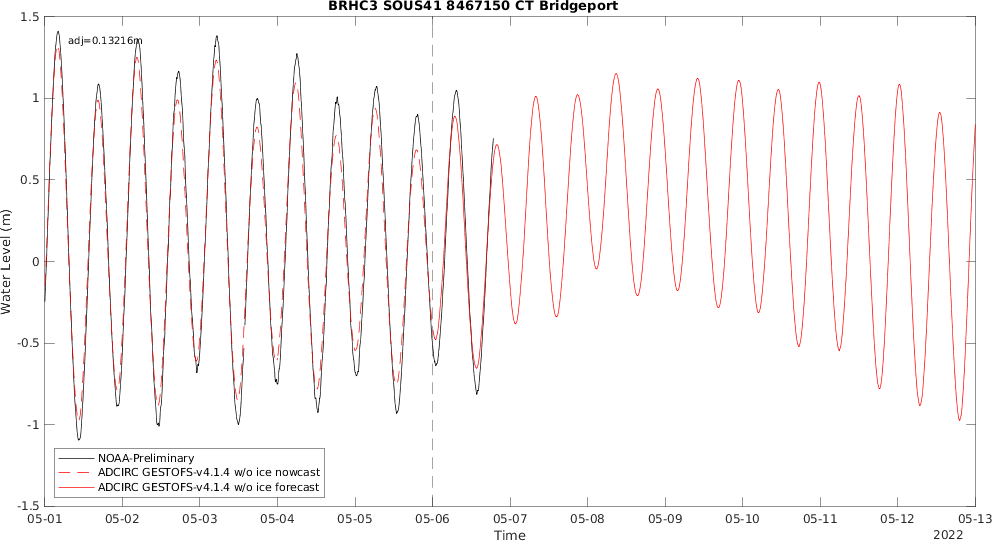 BRHC3 SOUS41 8467150 CT Bridgeport
1.5
adj=0.13216m
1
0.5
0
-0.5
-1
-1.5
Water Level (m)
NOAA-Preliminary
ADCIRC GESTOFS-v4.1.4 w/o ice nowcast
ADCIRC GESTOFS-v4.1.4 w/o ice forecast
05-01 05-02 05-03 05-04 05-05 05-06 05-07 05-08 05-09 05-10 05-11 05-12 05-13
Time
2022